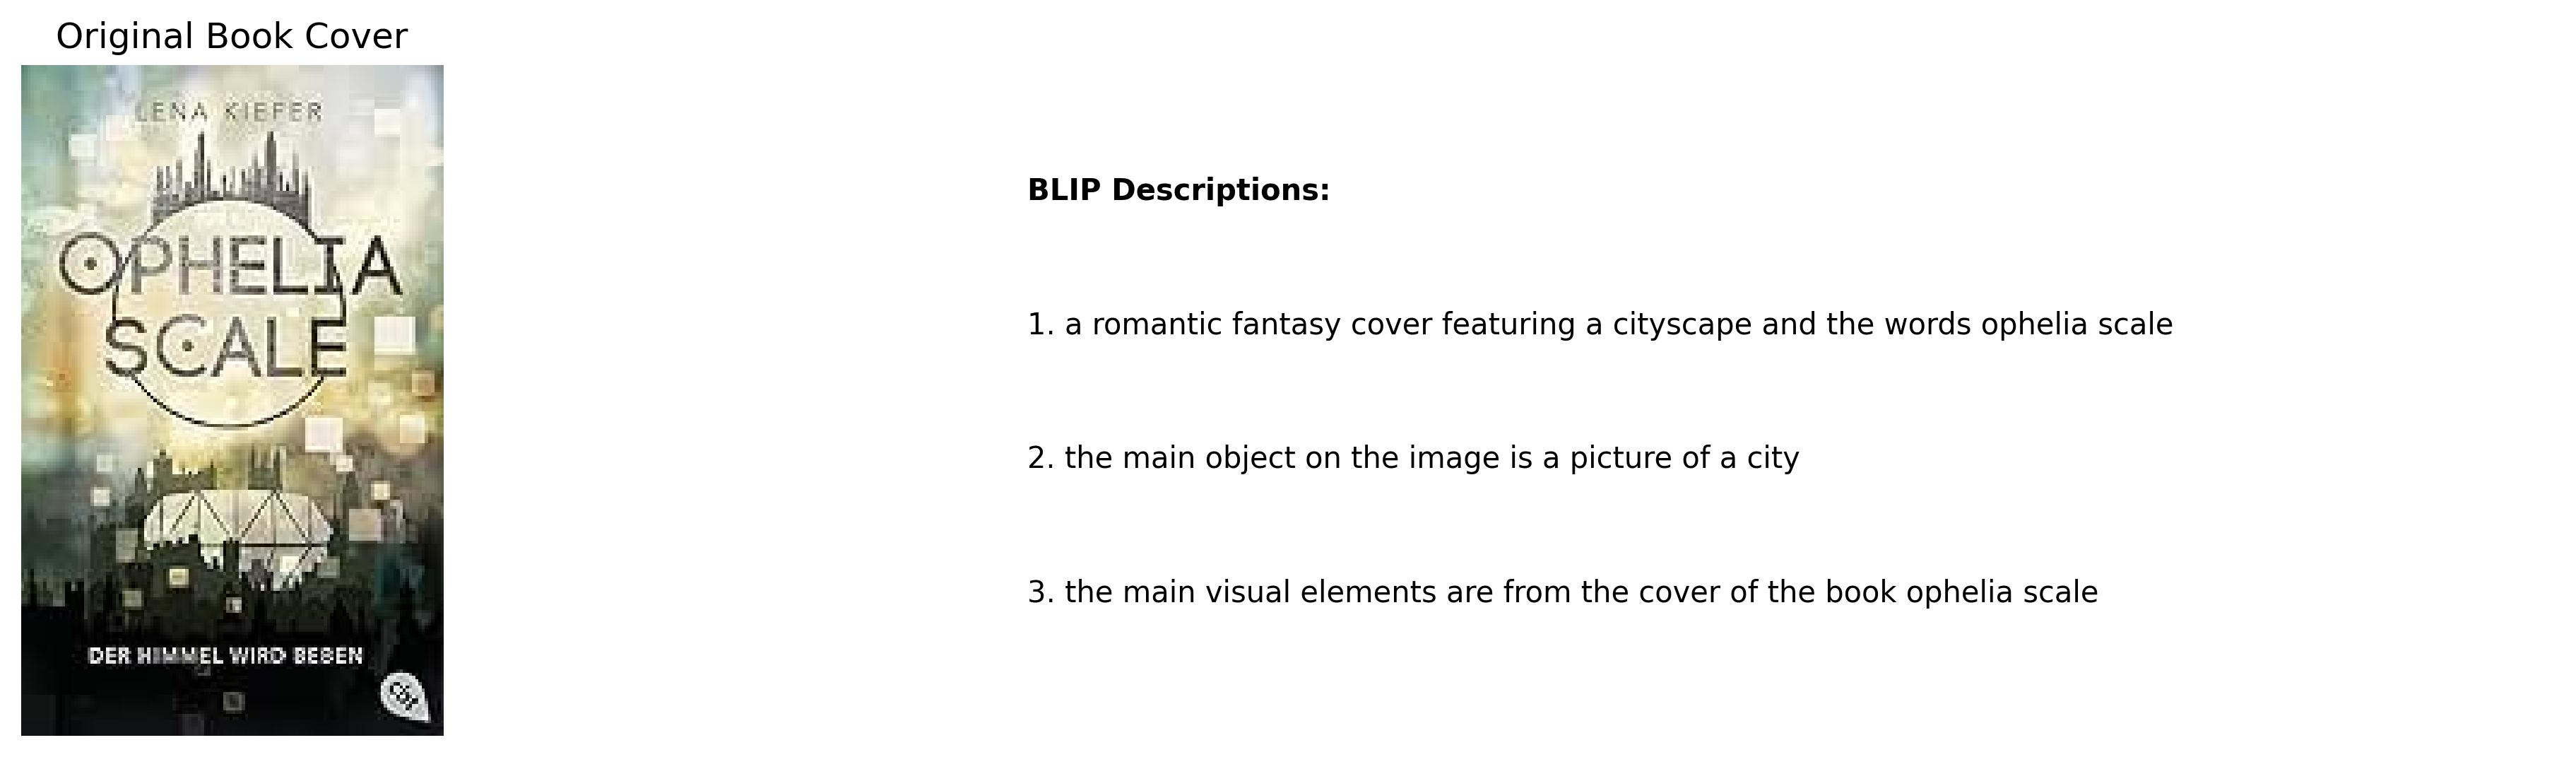 Original Book Cover
LENA KIEFER
OPHELIA
SCALE
DER HIMMEL WIRD BEBEN
cbj
BLIP Descriptions:
1. a romantic fantasy cover featuring a cityscape and the words ophelia scale
2. the main object on the image is a picture of a city
3. the main visual elements are from the cover of the book ophelia scale